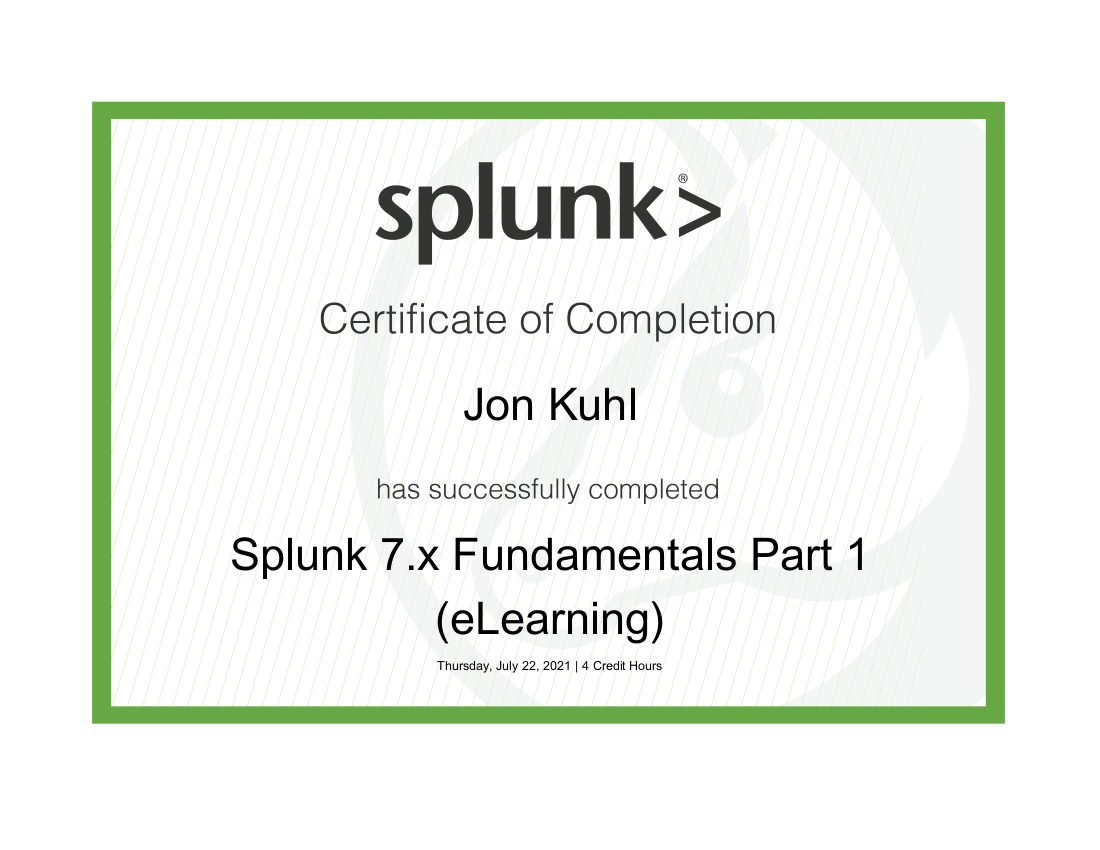 splunk>®
Certificate of Completion
Jon Kuhl
has successfully completed
Splunk 7.x Fundamentals Part 1
(eLearning)
Thursday, July 22, 2021 | 4 Credit Hours